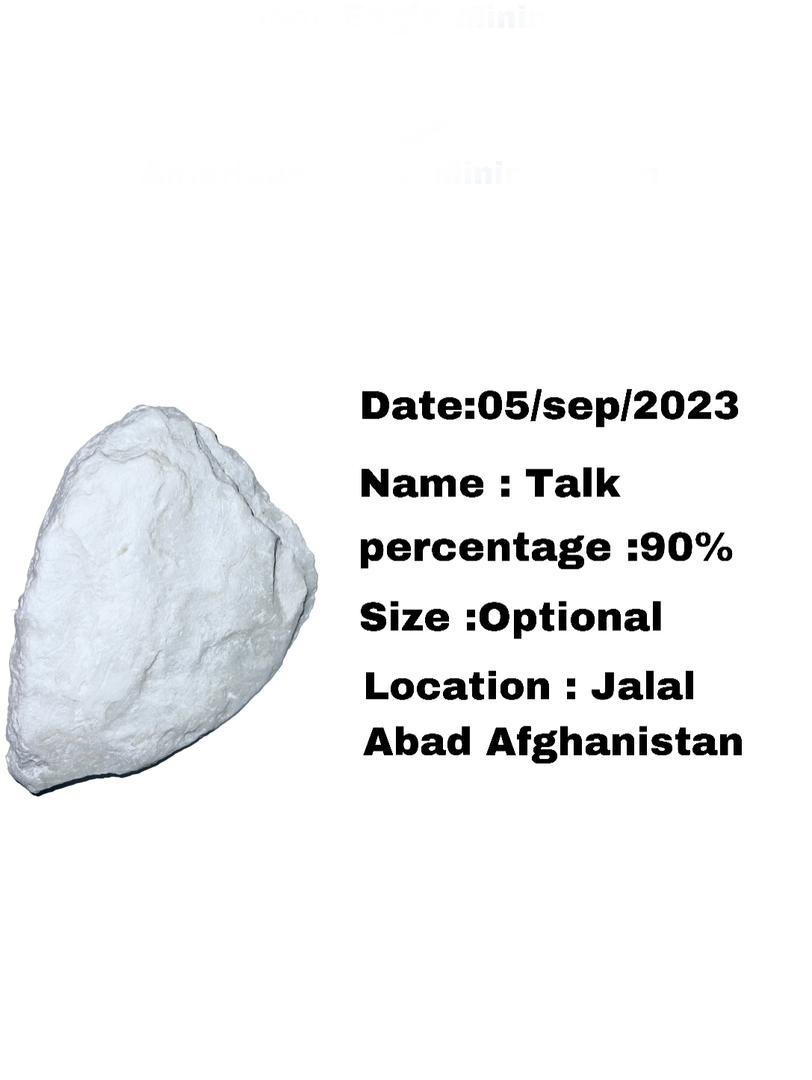 Date:05/sep/2023
Name : Talk
percentage :90%
Size :Optional
Location : Jalal
Abad Afghanistan